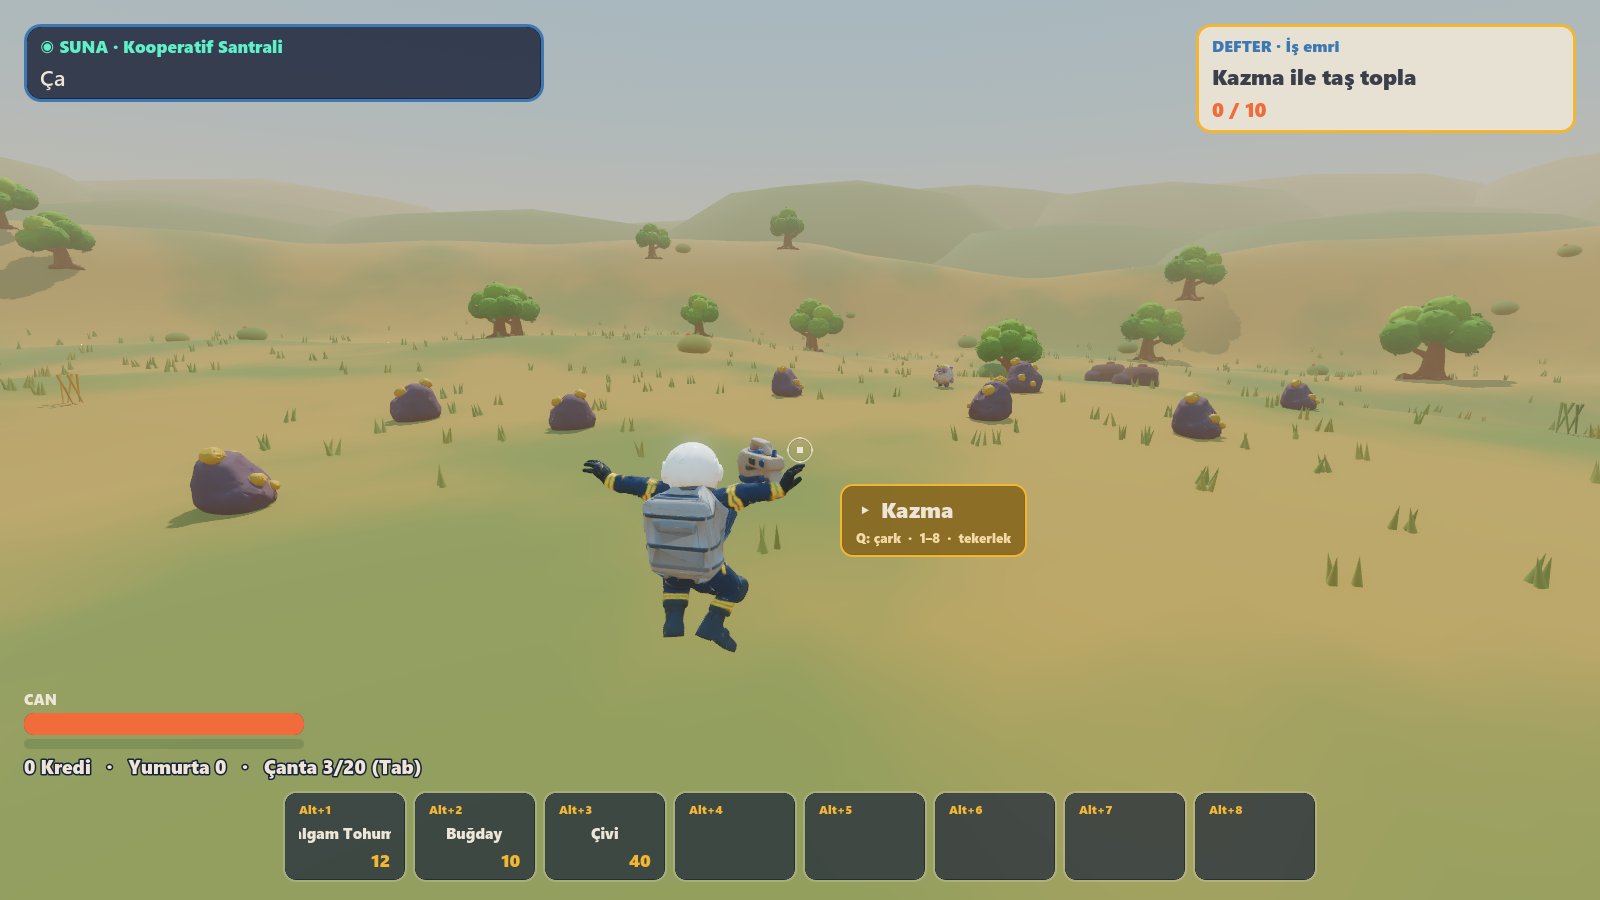 ◉ SUNA · Kooperatif Santrali
Ça
DEFTER · İş emri
Kazma ile taş topla
0 / 10
▸ Kazma
Q: çark · 1–8 · tekerlek
CAN
0 Kredi · Yumurta 0 · Çanta 3/20 (Tab)
Alt+1
lgam Tohum
12
Alt+2
Buğday
10
Alt+3
Çivi
40
Alt+4
Alt+5
Alt+6
Alt+7
Alt+8